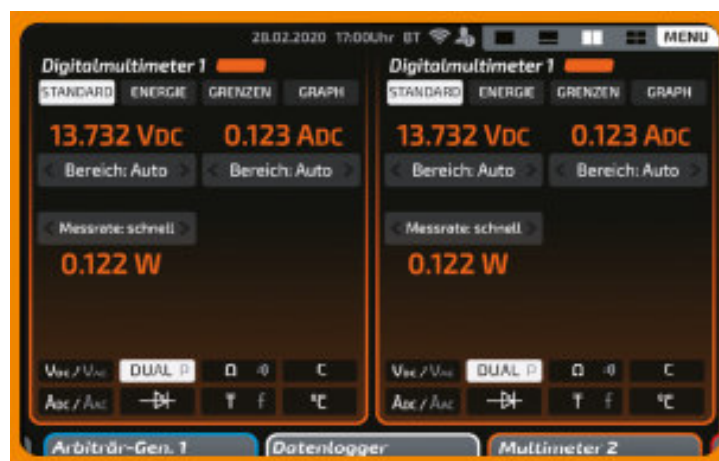 28.02.2020 17:00Uhr BT MENU
Digitalmultimeter 1
STANDARD ENERGIE GRENZEN GRAPH
13.732 VDC 0.123 ADC
< Bereich: Auto > < Bereich: Auto >
< Messrate: schnell >
0.122 W
VDC / VAC DUAL P Ω C
ADC / AAC T f °C
Digitalmultimeter 1
STANDARD ENERGIE GRENZEN GRAPH
13.732 VDC 0.123 ADC
< Bereich: Auto > < Bereich: Auto >
< Messrate: schnell >
0.122 W
VDC / VAC DUAL P Ω C
ADC / AAC T f °C
Arbiträr-Gen. 1 Datenlogger Multimeter 2